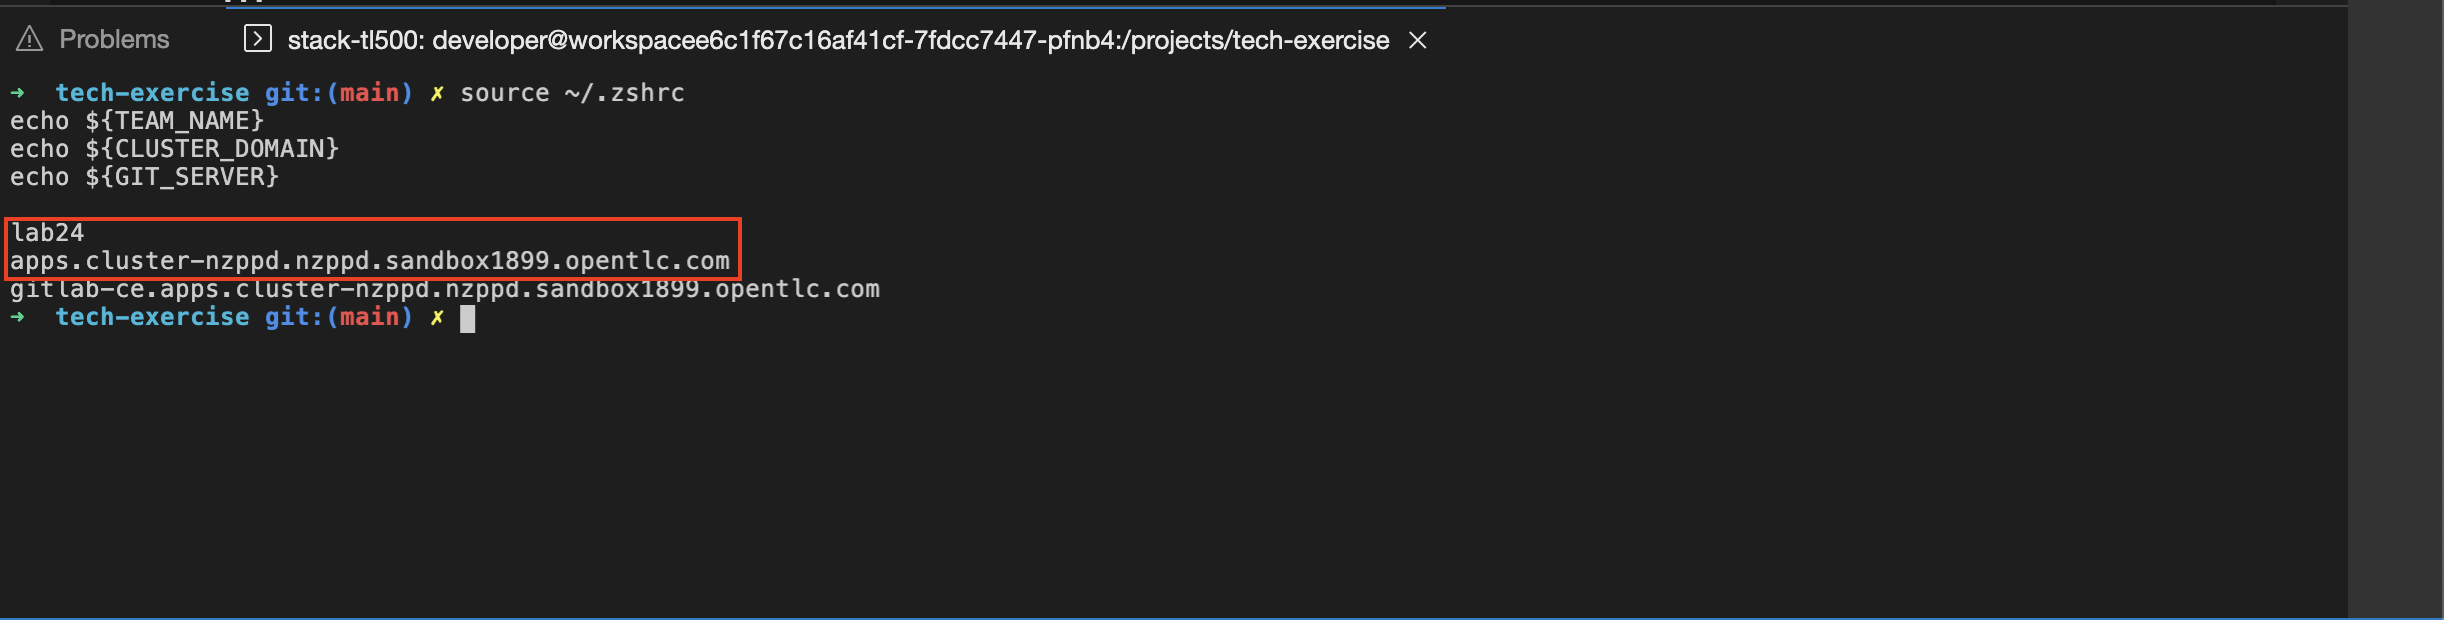 Problems
stack-tl500: developer@workspacee6c1f67c16af41cf-7fdcc7447-pfnb4:/projects/tech-exercise ×
➜ tech-exercise git:(main) ✗ source ~/.zshrc
echo ${TEAM_NAME}
echo ${CLUSTER_DOMAIN}
echo ${GIT_SERVER}
lab24
apps.cluster-nzppd.nzppd.sandbox1899.opentlc.com
gitlab-ce.apps.cluster-nzppd.nzppd.sandbox1899.opentlc.com
➜ tech-exercise git:(main) ✗